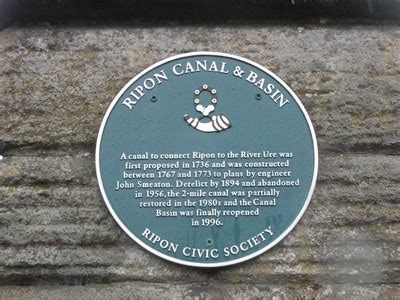 RIPON CANAL & BASIN
A canal to connect Ripon to the River Ure was
first proposed in 1736 and was constructed
between 1767 and 1773 to plans by engineer
John Smeaton. Derelict by 1894 and abandoned
in 1956, the 2-mile canal was partially
restored in the 1980s and the Canal
Basin was finally reopened
in 1996.
RIPON CIVIC SOCIETY